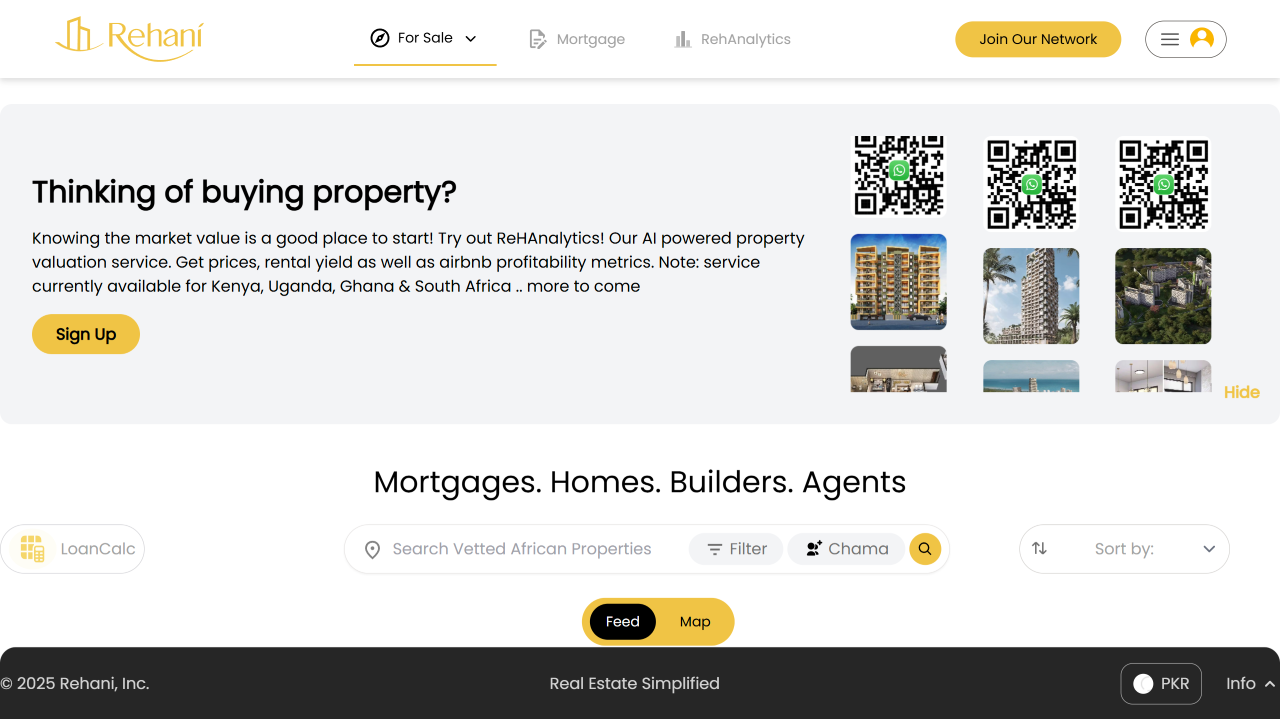 Rehaní
For Sale
Mortgage
RehAnalytics
Join Our Network
Thinking of buying property?
Knowing the market value is a good place to start! Try out ReHAnalytics! Our AI powered property
valuation service. Get prices, rental yield as well as airbnb profitability metrics. Note: service
currently available for Kenya, Uganda, Ghana & South Africa .. more to come
Sign Up
Hide
Mortgages. Homes. Builders. Agents
LoanCalc
Search Vetted African Properties
Filter
Chama
Sort by:
Feed
Map
© 2025 Rehani, Inc.
Real Estate Simplified
PKR
Info